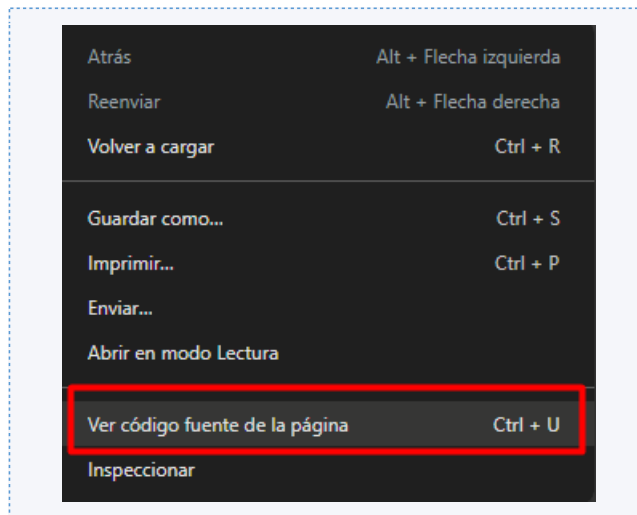 Atrás Alt + Flecha izquierda
Reenviar Alt + Flecha derecha
Volver a cargar Ctrl + R
Guardar como... Ctrl + S
Imprimir... Ctrl + P
Enviar...
Abrir en modo Lectura
Ver código fuente de la página Ctrl + U
Inspeccionar